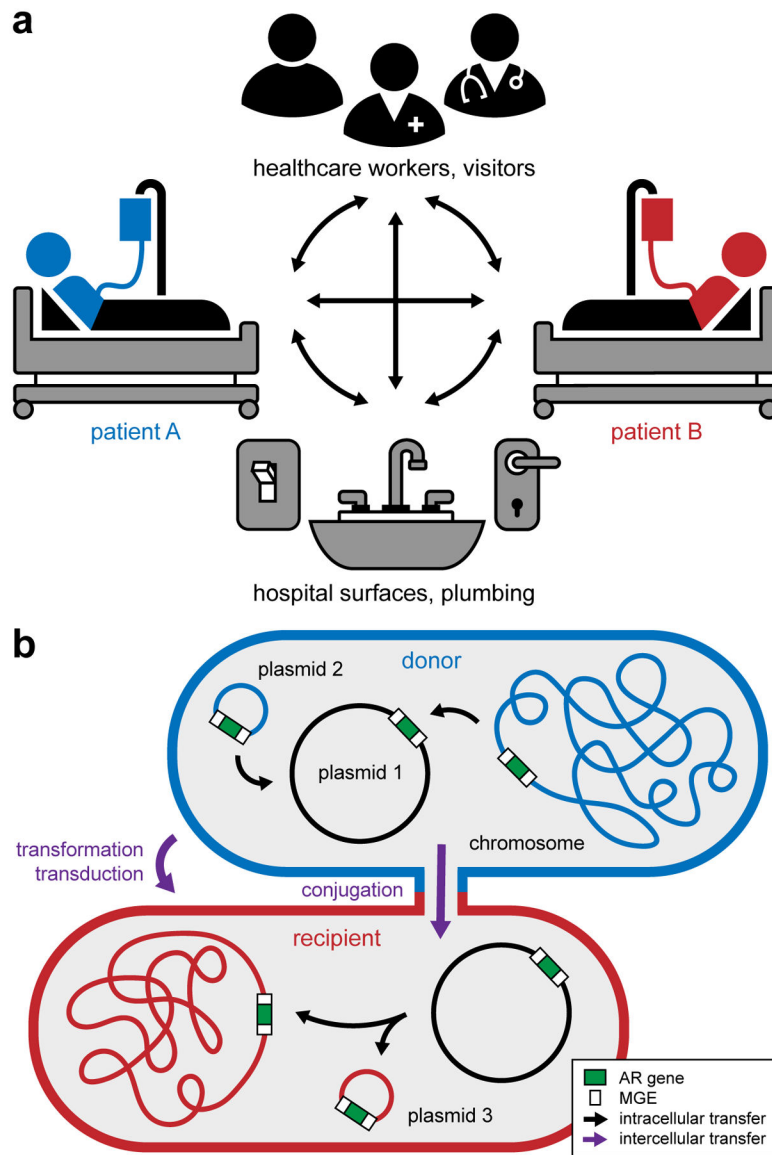 a
healthcare workers, visitors
patient A
patient B
hospital surfaces, plumbing
b
plasmid 2
donor
plasmid 1
chromosome
transformation
transduction
conjugation
recipient
plasmid 3
AR gene
MGE
intracellular transfer
intercellular transfer